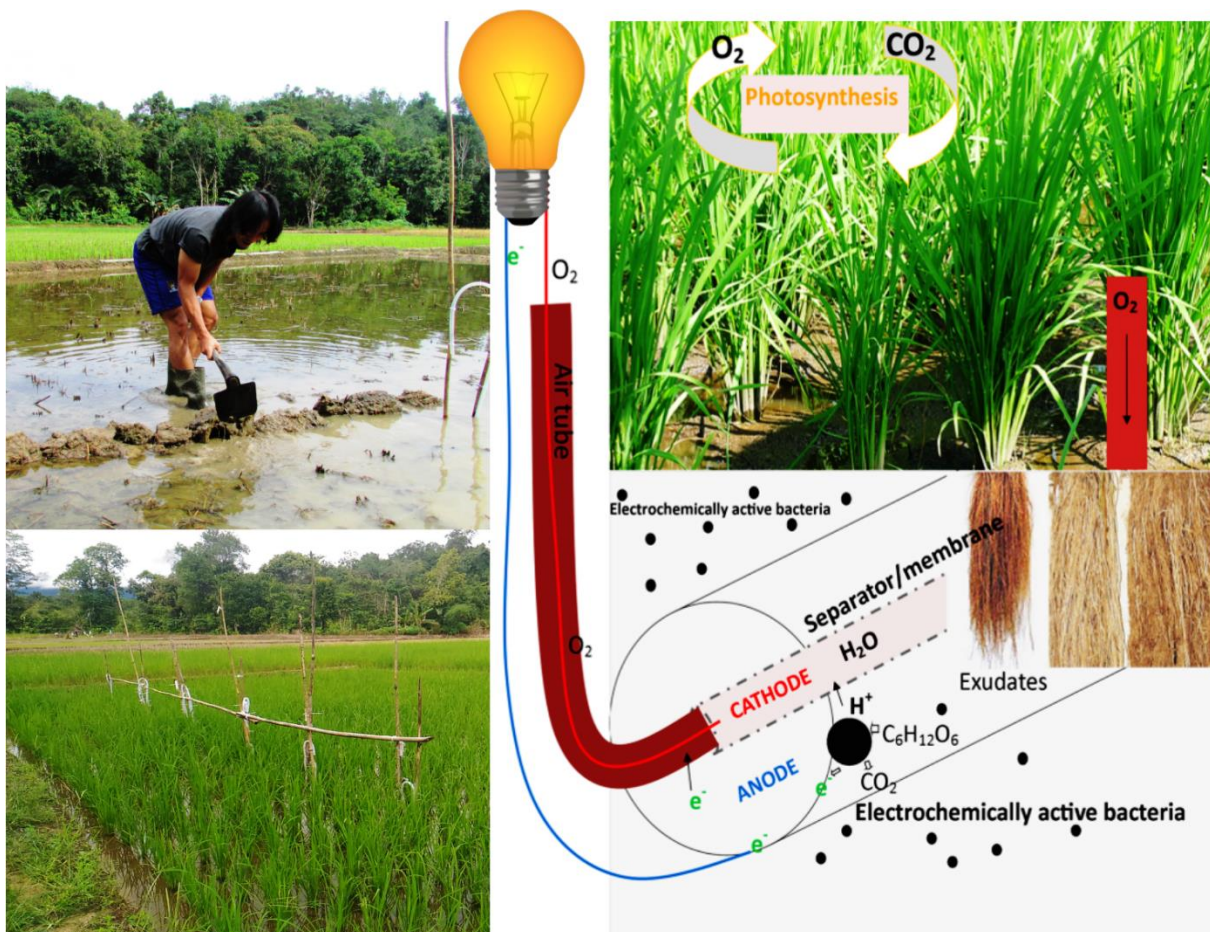 O₂
CO₂
Photosynthesis
e⁻
O₂
O₂
Air tube
Electrochemically active bacteria
Separator/membrane
O₂
H₂O
Exudates
CATHODE
H⁺
C₆H₁₂O₆
ANODE
e⁻
e⁻
CO₂
Electrochemically active bacteria
e⁻